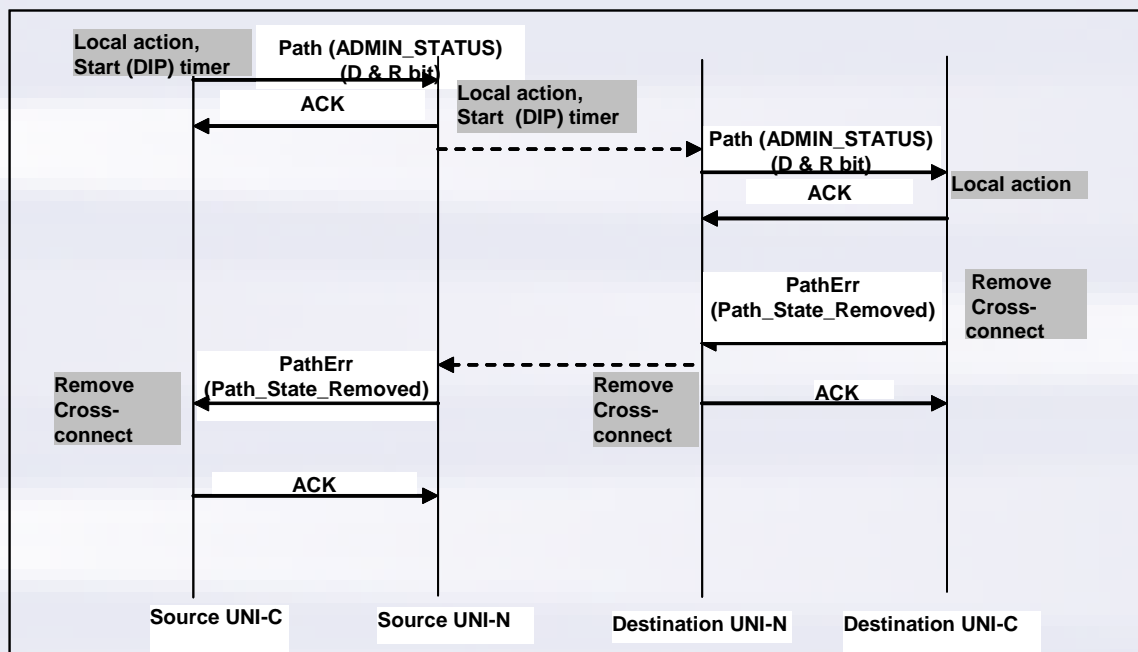 Local action,
Start (DIP) timer
Path (ADMIN_STATUS)
(D & R bit)
ACK
Local action,
Start (DIP) timer
Path (ADMIN_STATUS)
(D & R bit)
Local action
ACK
PathErr
(Path_State_Removed)
Remove
Cross-
connect
PathErr
(Path_State_Removed)
Remove
Cross-
connect
Remove
Cross-
connect
ACK
ACK
Source UNI-C
Source UNI-N
Destination UNI-N
Destination UNI-C